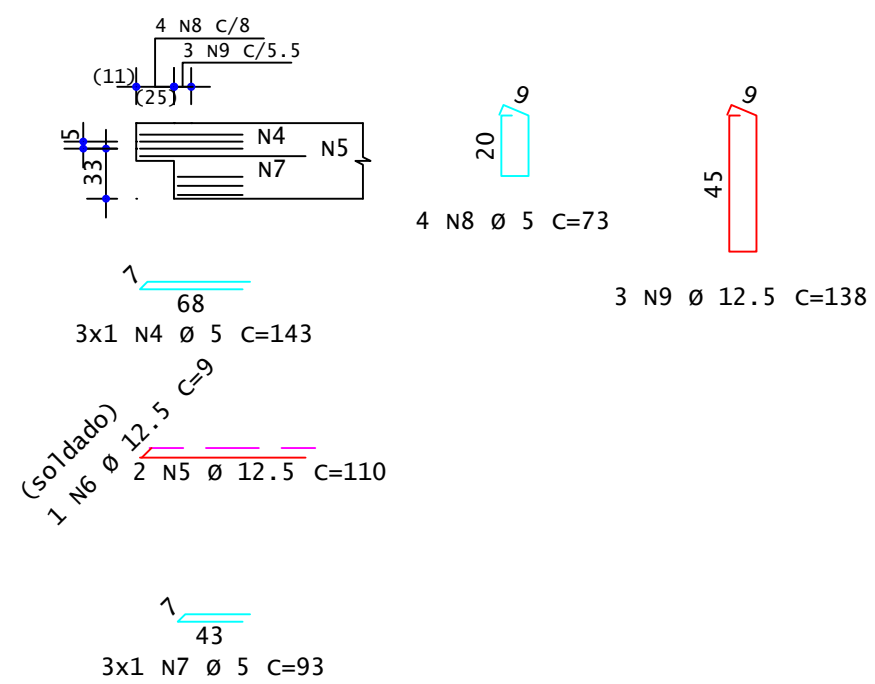 4 N8 C/8
3 N9 C/5.5
(11)
(25)
5
33
N4
N5
N7
9
20
4 N8 Ø 5 C=73
9
45
3 N9 Ø 12.5 C=138
7
68
3x1 N4 Ø 5 C=143
(soldado)
1 N6 Ø 12.5 C=9
2 N5 Ø 12.5 C=110
7
43
3x1 N7 Ø 5 C=93